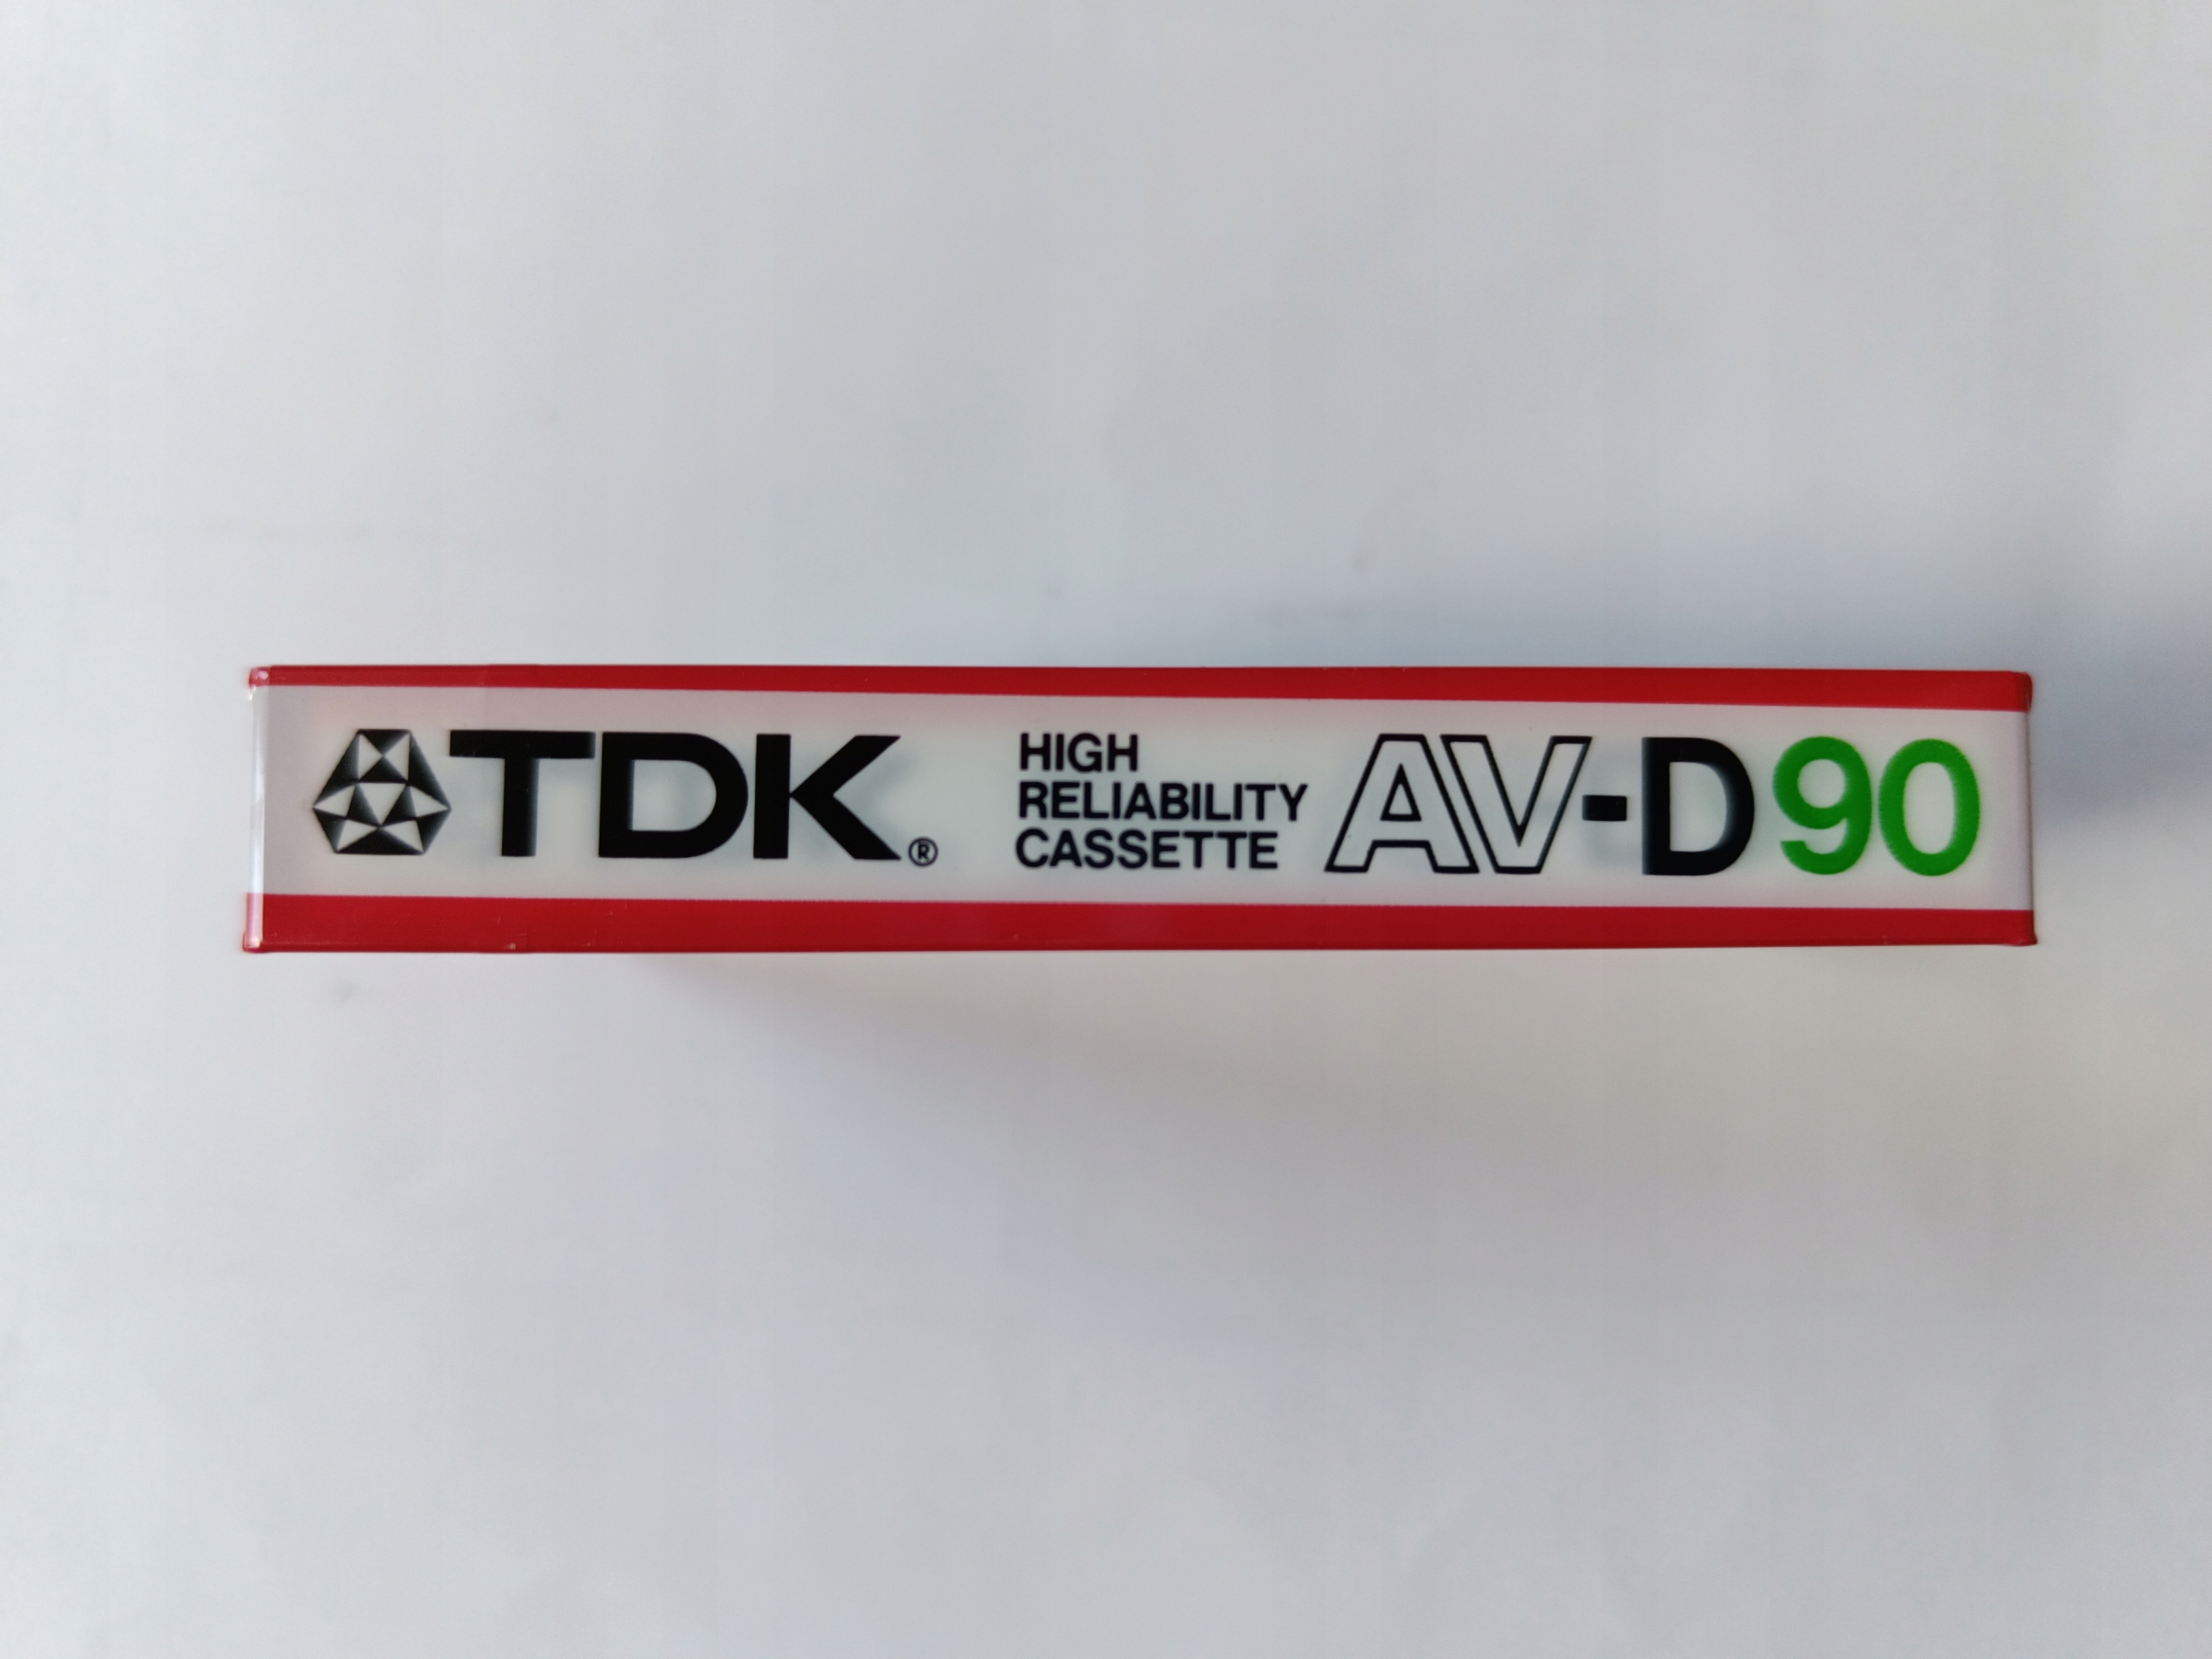 TDK®
HIGH
RELIABILITY
CASSETTE
AV-D90